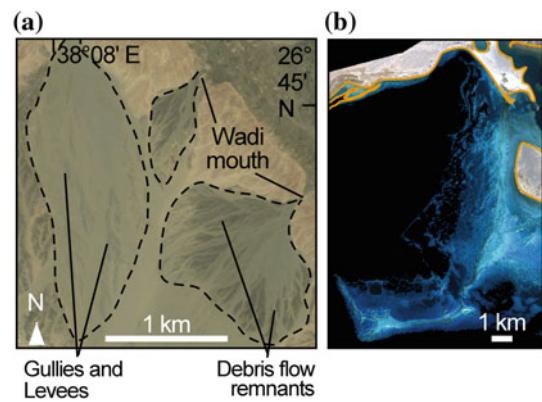 (a)
(b)
38°08' E
26°
45'
N
Wadi
mouth
N
1 km
1 km
Gullies and
Levees
Debris flow
remnants